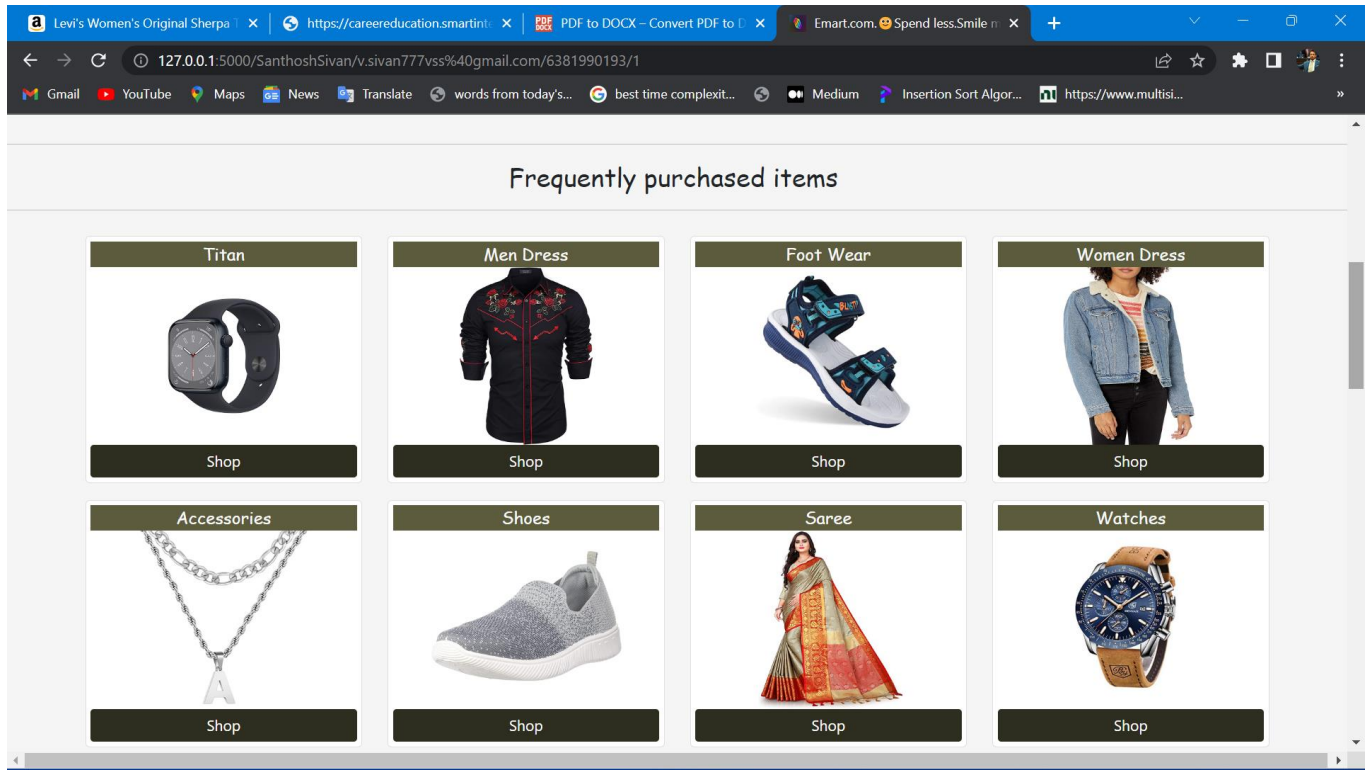 Levi's Women's Original Sherpa T
https://careereducation.smartinte
PDF to DOCX – Convert PDF to D
Emart.com.😀Spend less.Smile m
127.0.0.1:5000/SanthoshSivan/v.sivan777vss%40gmail.com/6381990193/1
Gmail YouTube Maps News Translate words from today's... best time complexit... Medium Insertion Sort Algor... https://www.multisi... »
Frequently purchased items
Titan Men Dress Foot Wear Women Dress
Shop Shop Shop Shop
Accessories Shoes Saree Watches
A
Shop Shop Shop Shop